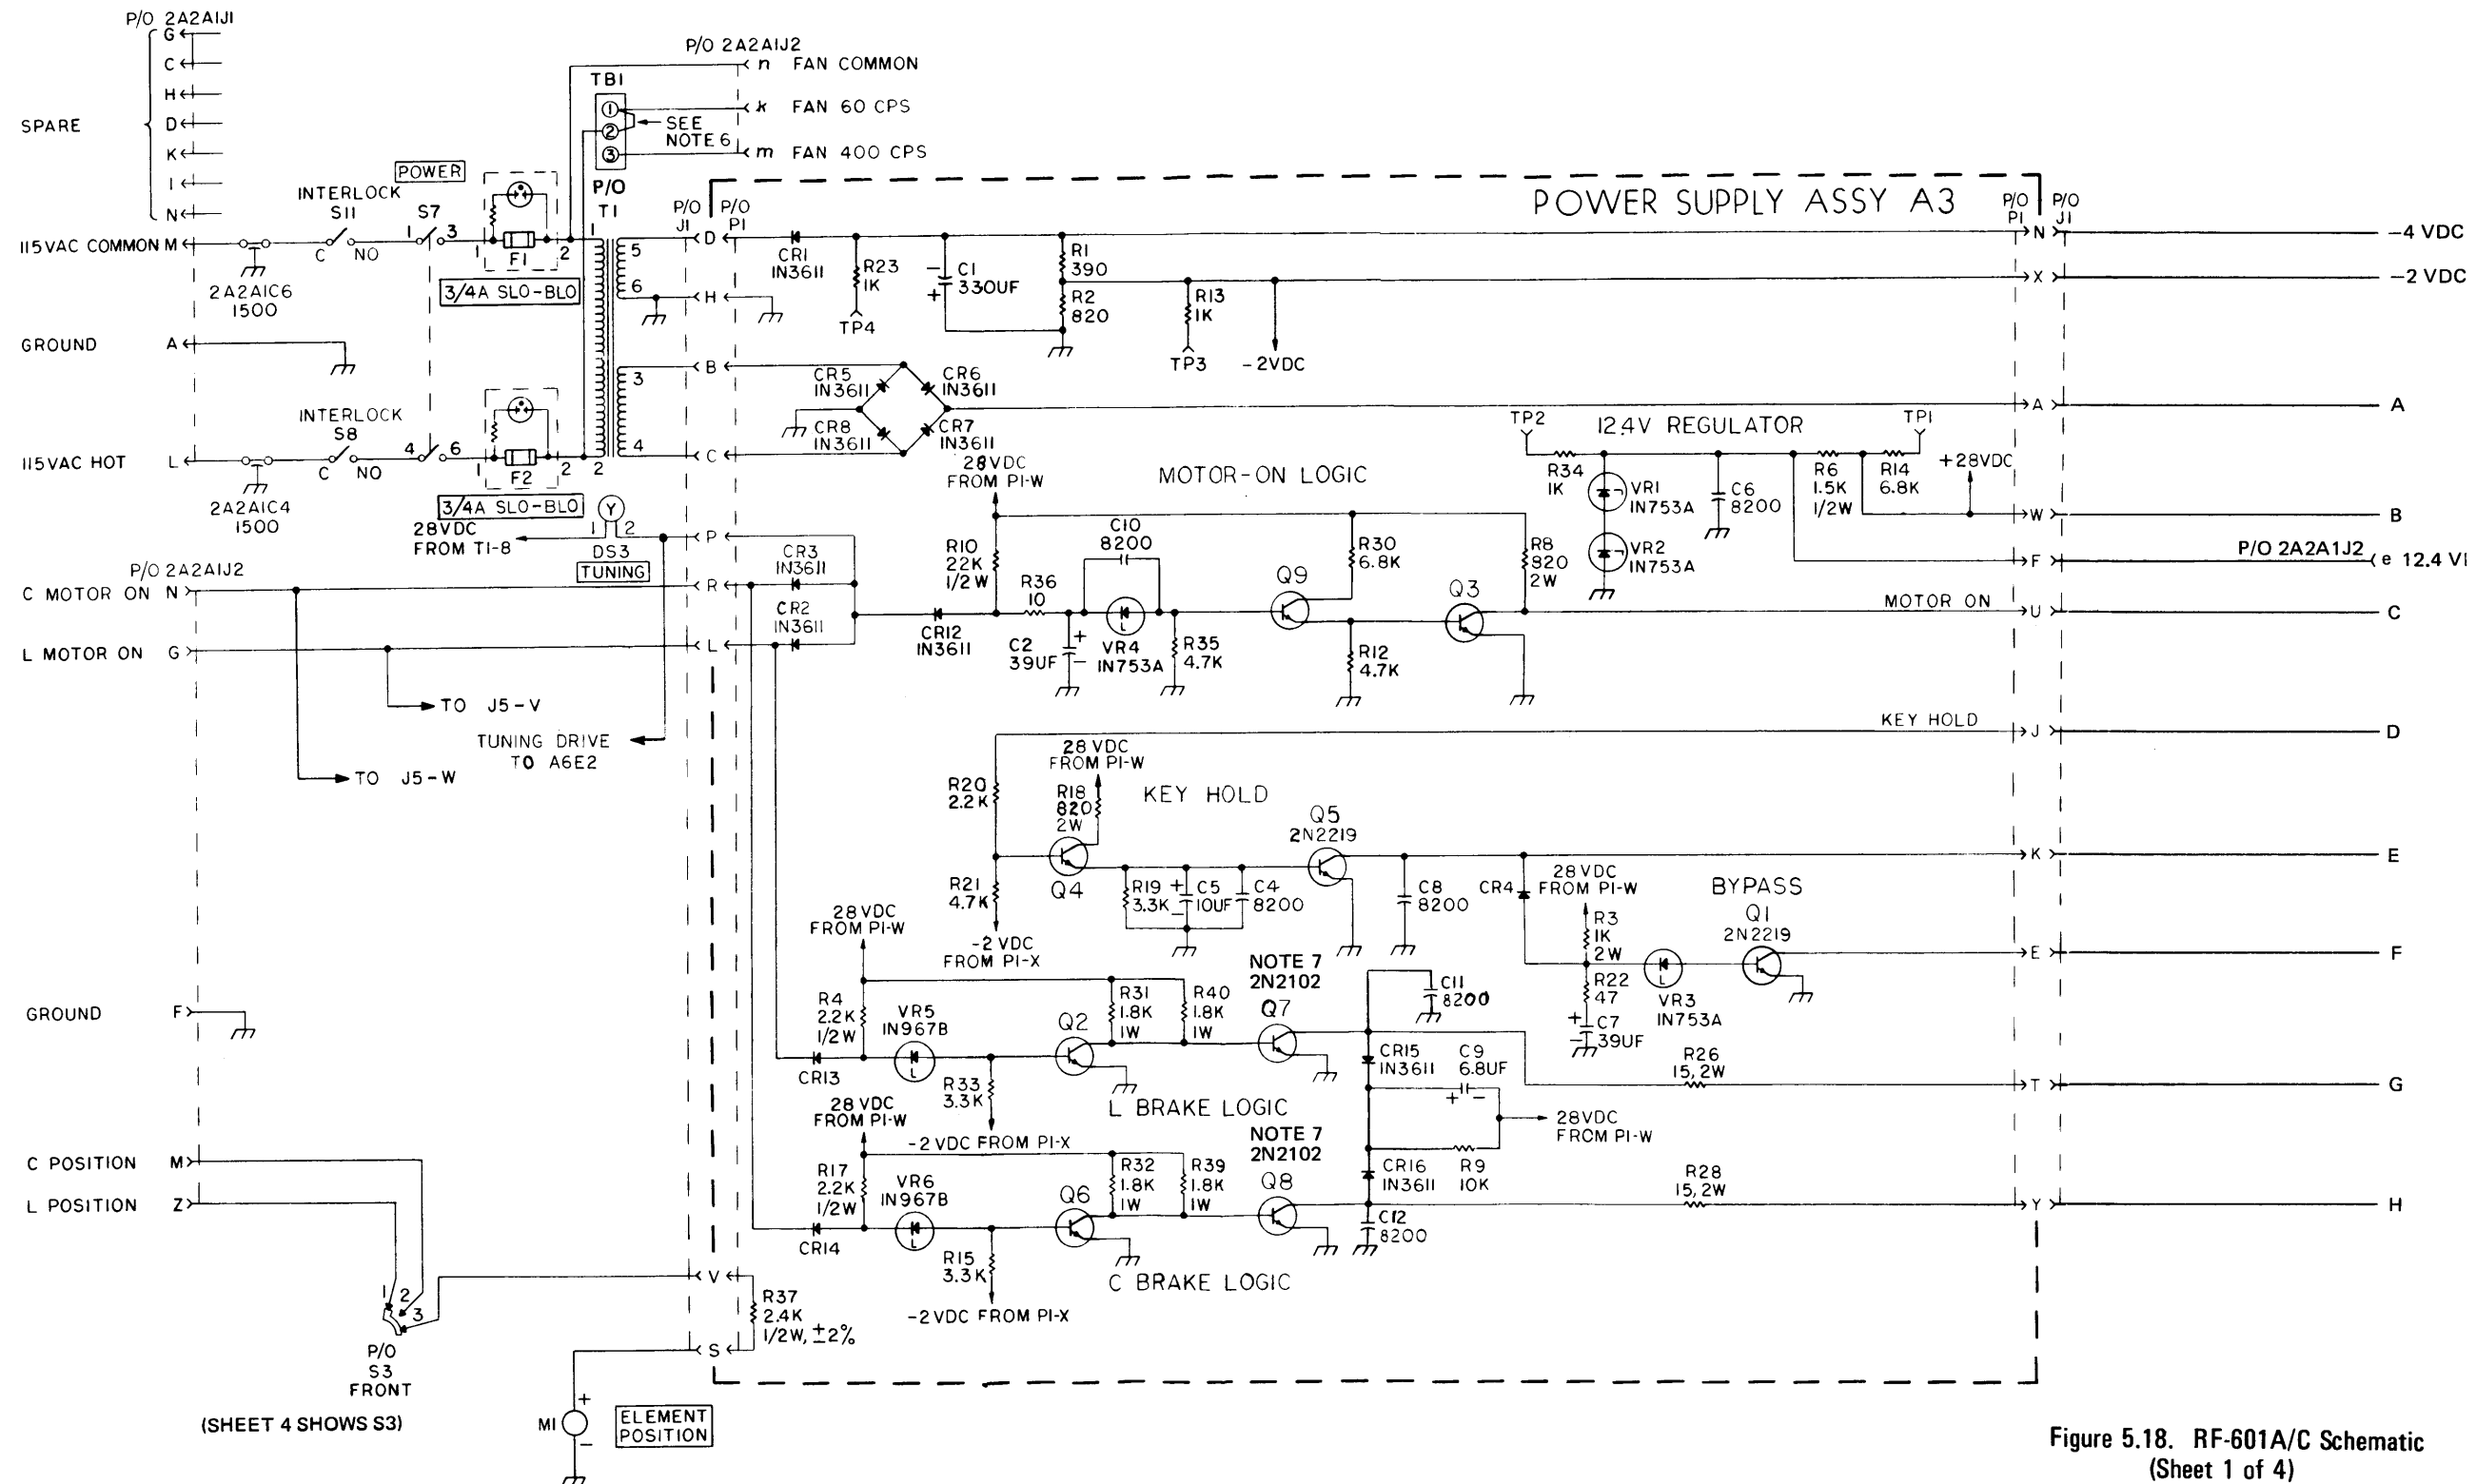 P/O 2A2A1J1
G
C
H
SPARE
D
K
I
N
115VAC COMMON M
INTERLOCK
S11
C NO
2A2A1C6
1500
POWER
S7
1 3
1 F1 2
3/4A SLO-BLO
GROUND A
115VAC HOT L
INTERLOCK
S8
C NO
2A2A1C4
1500
4 6
1 F2 2
3/4A SLO-BLO
P/O 2A2A1J2
n FAN COMMON
TB1
1
k FAN 60 CPS
2
SEE
NOTE 6
3
m FAN 400 CPS
P/O
T1
1
5
6
3
4
2
P/O
J1
P/O
P1
D
H
B
C
28VDC
FROM T1-8
Y
1 2
DS3
TUNING
P
P/O 2A2A1J2
C MOTOR ON N
R
L MOTOR ON G
L
TO J5-V
TUNING DRIVE
TO A6E2
TO J5-W
GROUND F
C POSITION M
L POSITION Z
1 2 3
P/O
S3
FRONT
(SHEET 4 SHOWS S3)
V
R37
2.4K
1/2W, ±2%
S
+
M1
-
ELEMENT
POSITION
POWER SUPPLY ASSY A3
P/O
P1
P/O
J1
CR1
1N3611
R23
1K
TP4
-
C1
330UF
+
R1
390
R2
820
R13
1K
TP3
-2VDC
N
-4 VDC
X
-2 VDC
CR5
1N3611
CR6
1N3611
CR8
1N3611
CR7
1N3611
A
A
12.4V REGULATOR
TP2
TP1
R34
1K
VR1
1N753A
VR2
1N753A
C6
8200
R6
1.5K
1/2W
R14
6.8K
+28VDC
W
B
F
P/O 2A2A1J2
e 12.4 V
28VDC
FROM P1-W
MOTOR-ON LOGIC
CR3
1N3611
CR2
1N3611
CR12
1N3611
R10
22K
1/2W
R36
10
C10
8200
C2
39UF
+
-
VR4
1N753A
R35
4.7K
Q9
R30
6.8K
R12
4.7K
Q3
R8
820
2W
MOTOR ON
U
C
KEY HOLD
J
D
28 VDC
FROM P1-W
R20
2.2K
R18
820
2W
KEY HOLD
Q4
R21
4.7K
-2 VDC
FROM P1-X
R19
3.3K
+
C5
10UF
-
C4
8200
Q5
2N2219
C8
8200
CR4
K
E
28VDC
FROM P1-W
BYPASS
R3
1K
2W
R22
47
+
C7
39UF
-
VR3
1N753A
Q1
2N2219
E
F
28 VDC
FROM P1-W
R4
2.2K
1/2W
CR13
VR5
1N967B
R33
3.3K
-2 VDC FROM P1-X
Q2
R31
1.8K
1W
R40
1.8K
1W
NOTE 7
2N2102
Q7
L BRAKE LOGIC
C11
8200
CR15
1N3611
C9
6.8UF
+ -
28VDC
FROM P1-W
R9
10K
CR16
1N3611
C12
8200
R26
15,2W
T
G
28 VDC
FROM P1-W
R17
2.2K
1/2W
CR14
VR6
1N967B
R15
3.3K
-2 VDC FROM P1-X
Q6
R32
1.8K
1W
R39
1.8K
1W
NOTE 7
2N2102
Q8
C BRAKE LOGIC
R28
15,2W
Y
H
Figure 5.18. RF-601A/C Schematic
(Sheet 1 of 4)